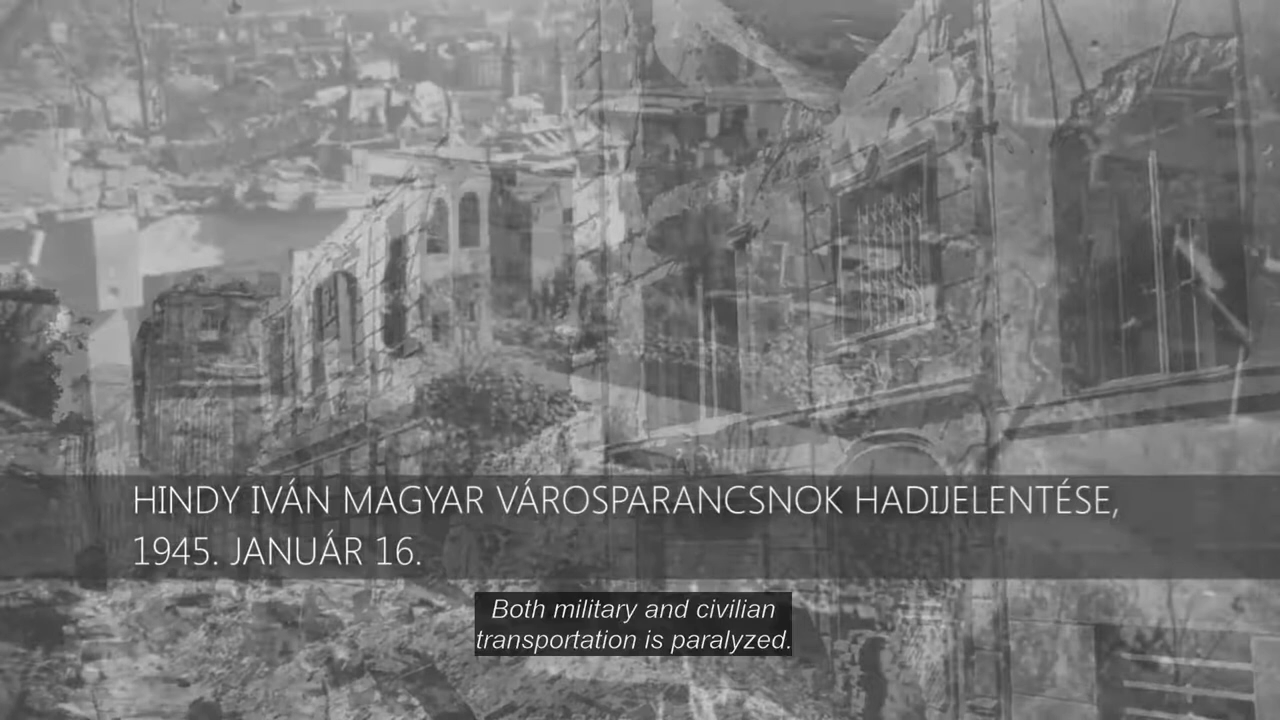 HINDY IVÁN MAGYAR VÁROSPARANCSNOK HADIJELENTÉSE,
1945. JANUÁR 16.
Both military and civilian
transportation is paralyzed.